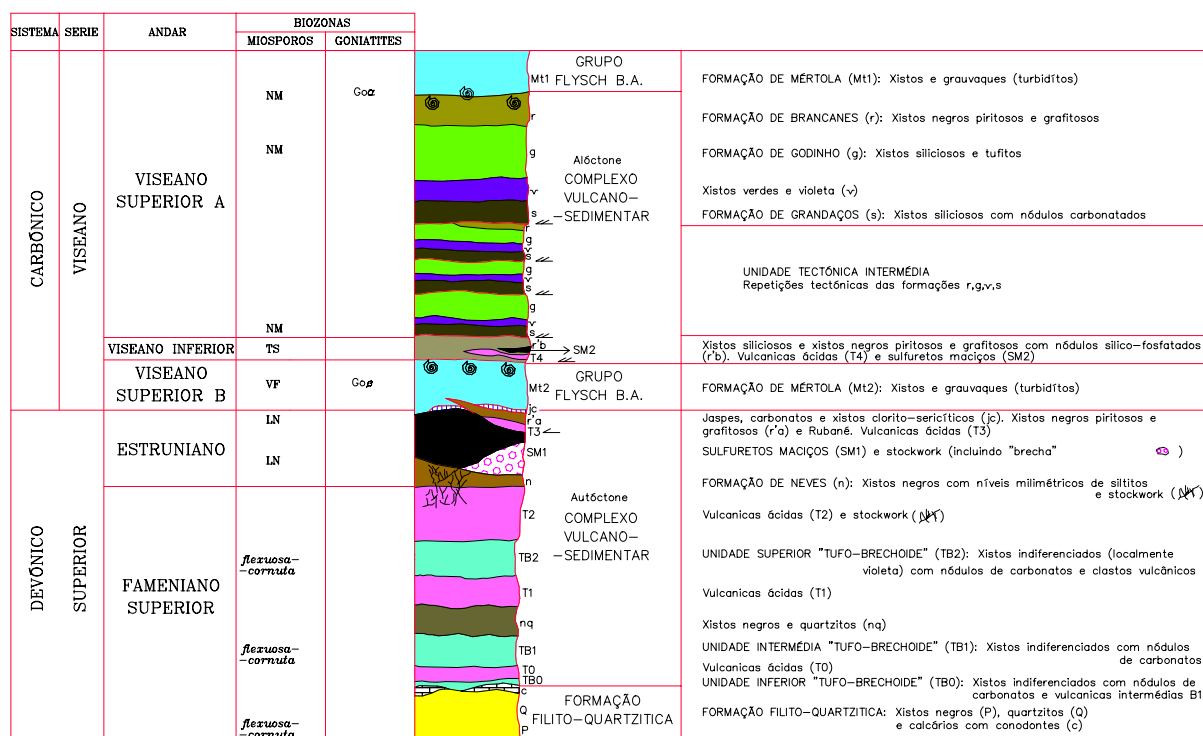 SISTEMA
SERIE
ANDAR
BIOZONAS
MIOSPOROS
GONIATITES
CARBÓNICO
VISEANO
VISEANO
SUPERIOR A
NM
Goα
NM
NM
VISEANO INFERIOR
TS
VISEANO
SUPERIOR B
VF
Goβ
DEVÓNICO
SUPERIOR
ESTRUNIANO
LN
LN
FAMENIANO
SUPERIOR
flexuosa-
-cornuta
flexuosa-
-cornuta
flexuosa-
-cornuta
Mt1
r
g
v
s
r
g
v
s
g
v
s
g
v
s
r'b
SM2
T4
Mt2
jc
r'a
T3
SM1
n
T2
TB2
T1
nq
TB1
T0
TB0
c
Q
P
GRUPO
FLYSCH B.A.
Alóctone
COMPLEXO
VULCANO-
-SEDIMENTAR
GRUPO
FLYSCH B.A.
Autóctone
COMPLEXO
VULCANO-
-SEDIMENTAR
FORMAÇÃO
FILITO-QUARTZITICA
FORMAÇÃO DE MÉRTOLA (Mt1): Xistos e grauvaques (turbidítos)
FORMAÇÃO DE BRANCANES (r): Xistos negros piritosos e grafitosos
FORMAÇÃO DE GODINHO (g): Xistos siliciosos e tufitos
Xistos verdes e violeta (v)
FORMAÇÃO DE GRANDAÇOS (s): Xistos siliciosos com nódulos carbonatados
UNIDADE TECTÓNICA INTERMÉDIA
Repetições tectónicas das formações r,g,v,s
Xistos siliciosos e xistos negros piritosos e grafitosos com nódulos silico-fosfatados
(r'b). Vulcanicas ácidas (T4) e sulfuretos maciços (SM2)
FORMAÇÃO DE MÉRTOLA (Mt2): Xistos e grauvaques (turbidítos)
Jaspes, carbonatos e xistos clorito-sericíticos (jc). Xistos negros piritosos e
grafitosos (r'a) e Rubané. Vulcanicas ácidas (T3)
SULFURETOS MACIÇOS (SM1) e stockwork (incluindo "brecha" )
FORMAÇÃO DE NEVES (n): Xistos negros com níveis milimétricos de siltitos
e stockwork ( )
Vulcanicas ácidas (T2) e stockwork ( )
UNIDADE SUPERIOR "TUFO-BRECHOIDE" (TB2): Xistos indiferenciados (localmente
violeta) com nódulos de carbonatos e clastos vulcânicos
Vulcanicas ácidas (T1)
Xistos negros e quartzitos (nq)
UNIDADE INTERMÉDIA "TUFO-BRECHOIDE" (TB1): Xistos indiferenciados com nódulos
de carbonatos
Vulcanicas ácidas (T0)
UNIDADE INFERIOR "TUFO-BRECHOIDE" (TB0): Xistos indiferenciados com nódulos de
carbonatos e vulcanicas intermédias B1
FORMAÇÃO FILITO-QUARTZITICA: Xistos negros (P), quartzitos (Q)
e calcários com conodontes (c)